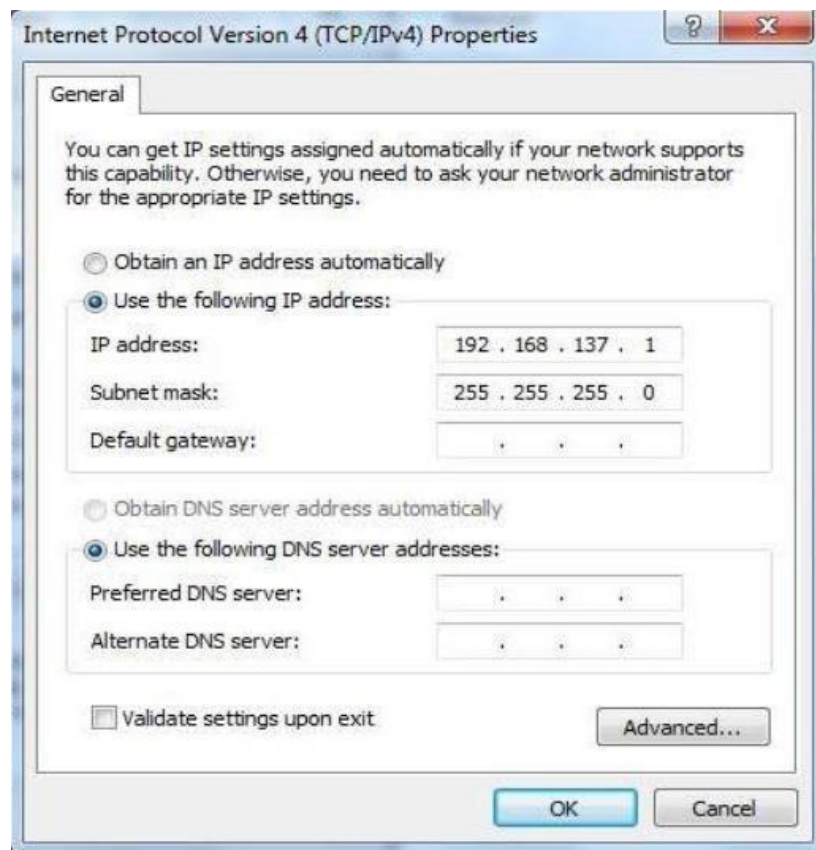 Internet Protocol Version 4 (TCP/IPv4) Properties
General
You can get IP settings assigned automatically if your network supports
this capability. Otherwise, you need to ask your network administrator
for the appropriate IP settings.
Obtain an IP address automatically
Use the following IP address:
IP address: 192 . 168 . 137 . 1
Subnet mask: 255 . 255 . 255 . 0
Default gateway: . . .
Obtain DNS server address automatically
Use the following DNS server addresses:
Preferred DNS server: . . .
Alternate DNS server: . . .
Validate settings upon exit
Advanced...
OK Cancel